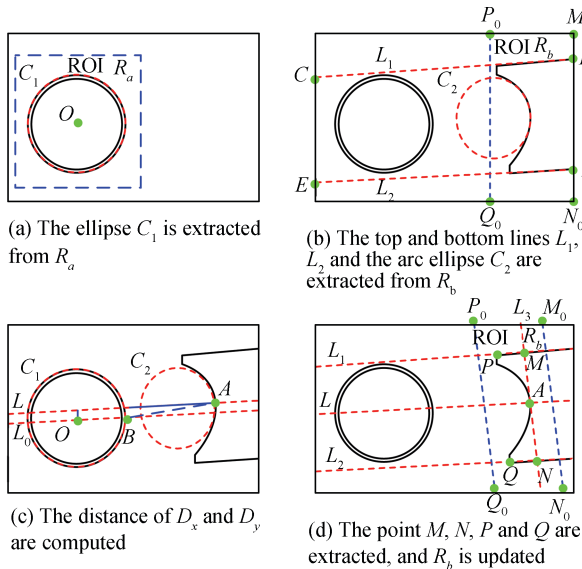 C1 ROI Ra
O
(a) The ellipse C1 is extracted
from Ra
P0 M
ROI Rb
L1
C
C2
E
L2
Q0 N0
(b) The top and bottom lines L1,
L2 and the arc ellipse C2 are
extracted from Rb
C1
C2
L
A
L0
O
B
(c) The distance of Dx and Dy
are computed
P0 L3 M0
ROI Rb
L1
P M
L A
L2
Q N
Q0 N0
(d) The point M, N, P and Q are
extracted, and Rb is updated